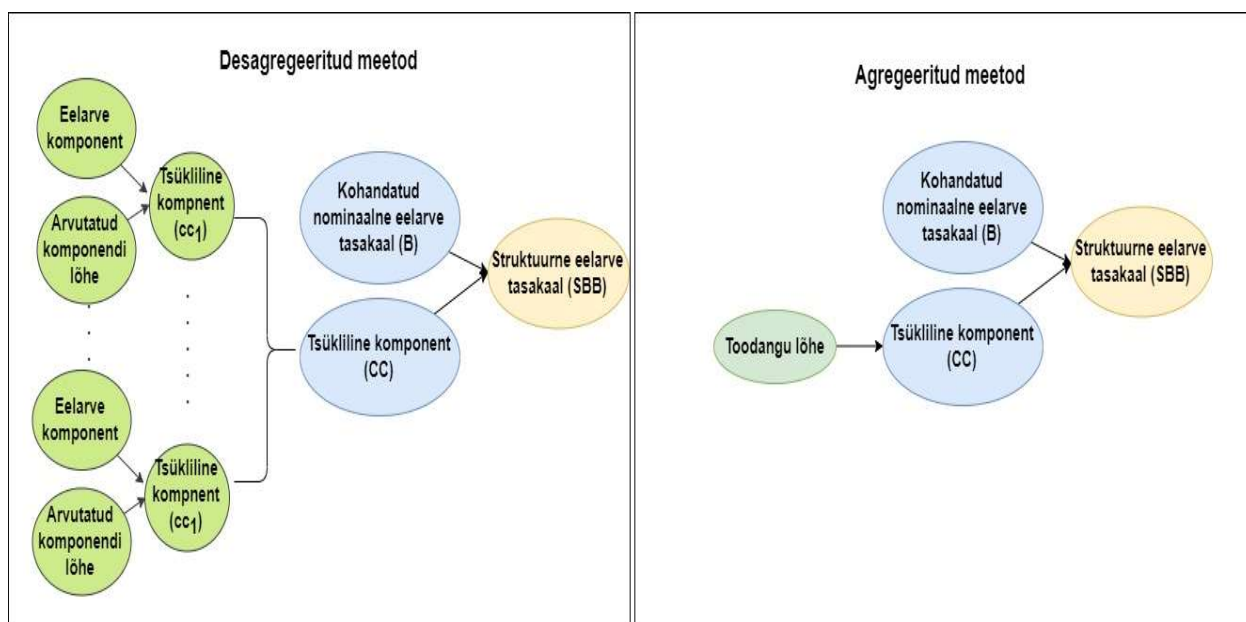 Desagregeeritud meetod
Eelarve
komponent
Tsükliline
kompnent
(cc1)
Arvutatud
komponendi
lõhe
Eelarve
komponent
Tsükliline
kompnent
(cc1)
Arvutatud
komponendi
lõhe
Kohandatud
nominaalne eelarve
tasakaal (B)
Struktuurne eelarve
tasakaal (SBB)
Tsükliline komponent
(CC)
Agregeeritud meetod
Kohandatud
nominaalne eelarve
tasakaal (B)
Struktuurne eelarve
tasakaal (SBB)
Toodangu lõhe
Tsükliline komponent
(CC)